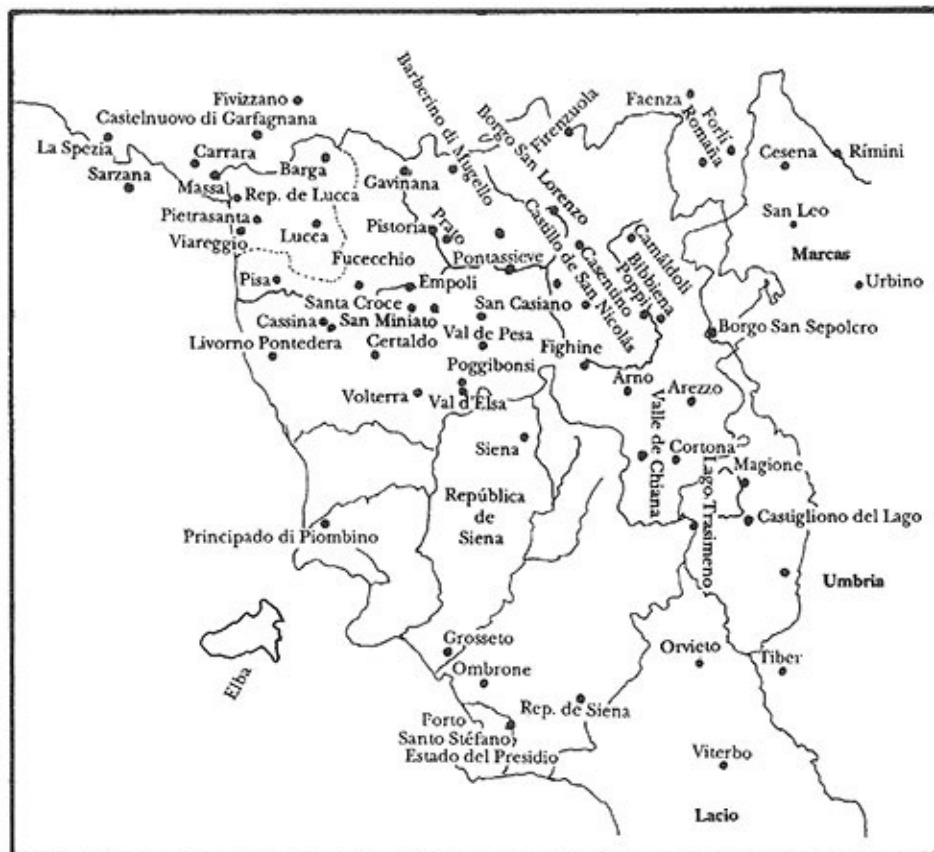 Fivizzano
Castelnuovo di Garfagnana
La Spezia
Carrara
Sarzana
Massa
Barga
Rep. de Lucca
Pietrasanta
Viareggio
Lucca
Gavinana
Barberino di Mugello
Borgo San Lorenzo
Firenzuola
Faenza
Romaña
Forlí
Cesena
Rímini
San Leo
Marcas
Urbino
Pistoria
Prato
Castillo de San Nicolás
Casentino
Camáldoli
Bibbiena
Poppi
Pontassieve
Fucecchio
Pisa
Empoli
Santa Croce
San Casiano
Cassina
San Miniato
Val de Pesa
Borgo San Sepolcro
Livorno Pontedera
Certaldo
Fighine
Poggibonsi
Arno
Arezzo
Volterra
Val d'Elsa
Valle de Chiana
Siena
Cortona
Lago Trasimeno
Magione
República
de
Siena
Castigliono del Lago
Principado di Piombino
Umbria
Elba
Grosseto
Ombrone
Orvieto
Tiber
Rep. de Siena
Porto
Santo Stéfano
Estado del Presidio
Viterbo
Lacio